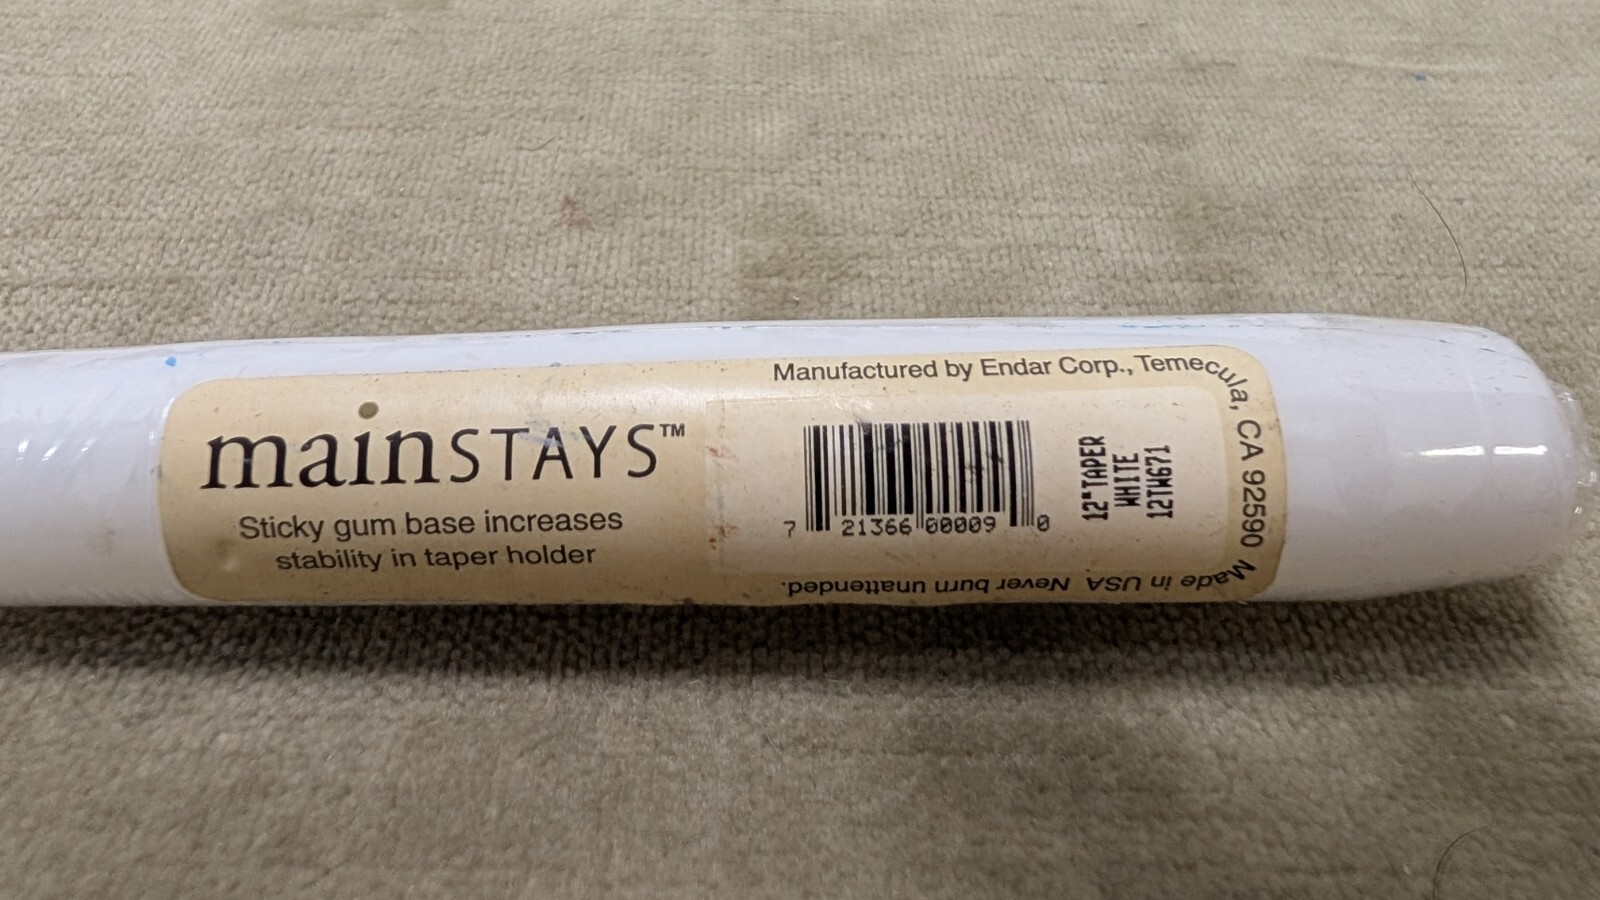 mainSTAYS™
Sticky gum base increases
stability in taper holder
Manufactured by Endar Corp., Temecula, CA 92590 Made in USA Never burn unattended.
7 21366 00009 0
12"TAPER
WHITE
12TW671